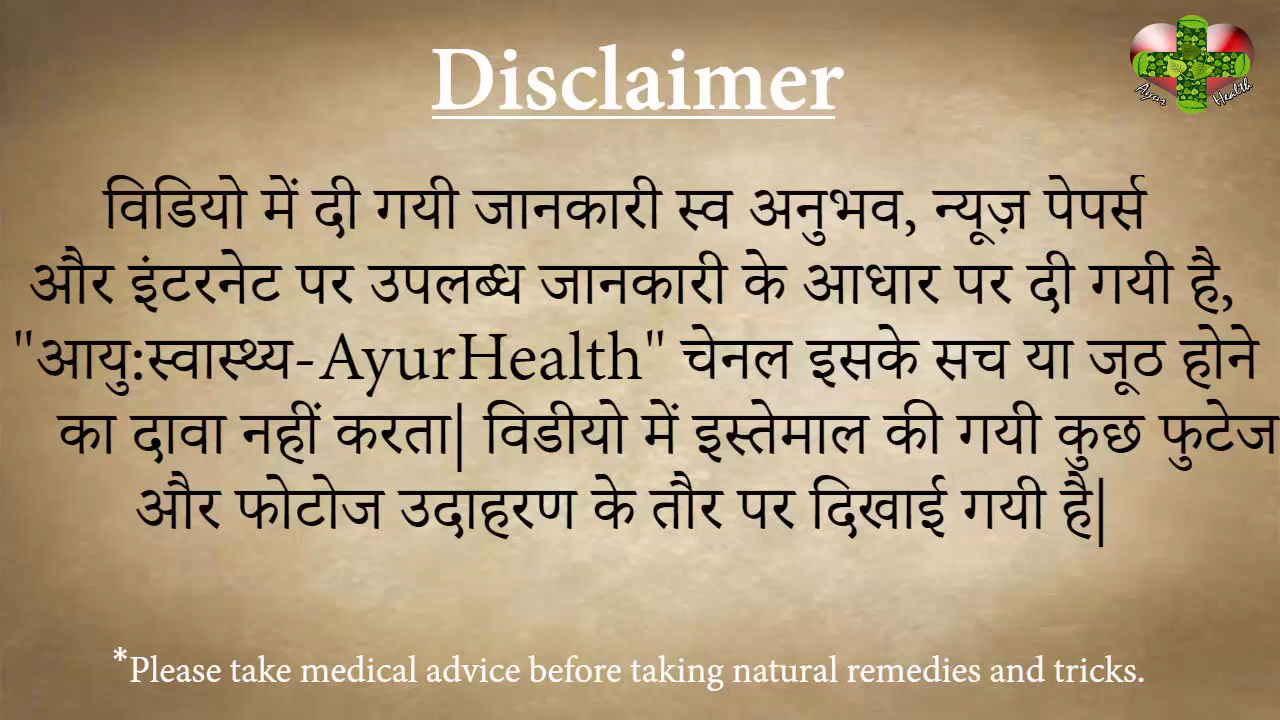 Disclaimer
Ayur Health
विडियो में दी गयी जानकारी स्व अनुभव, न्यूज़ पेपर्स
और इंटरनेट पर उपलब्ध जानकारी के आधार पर दी गयी है,
"आयु:स्वास्थ्य-AyurHealth" चेनल इसके सच या जूठ होने
का दावा नहीं करता| विडीयो में इस्तेमाल की गयी कुछ फुटेज
और फोटोज उदाहरण के तौर पर दिखाई गयी है|
*Please take medical advice before taking natural remedies and tricks.